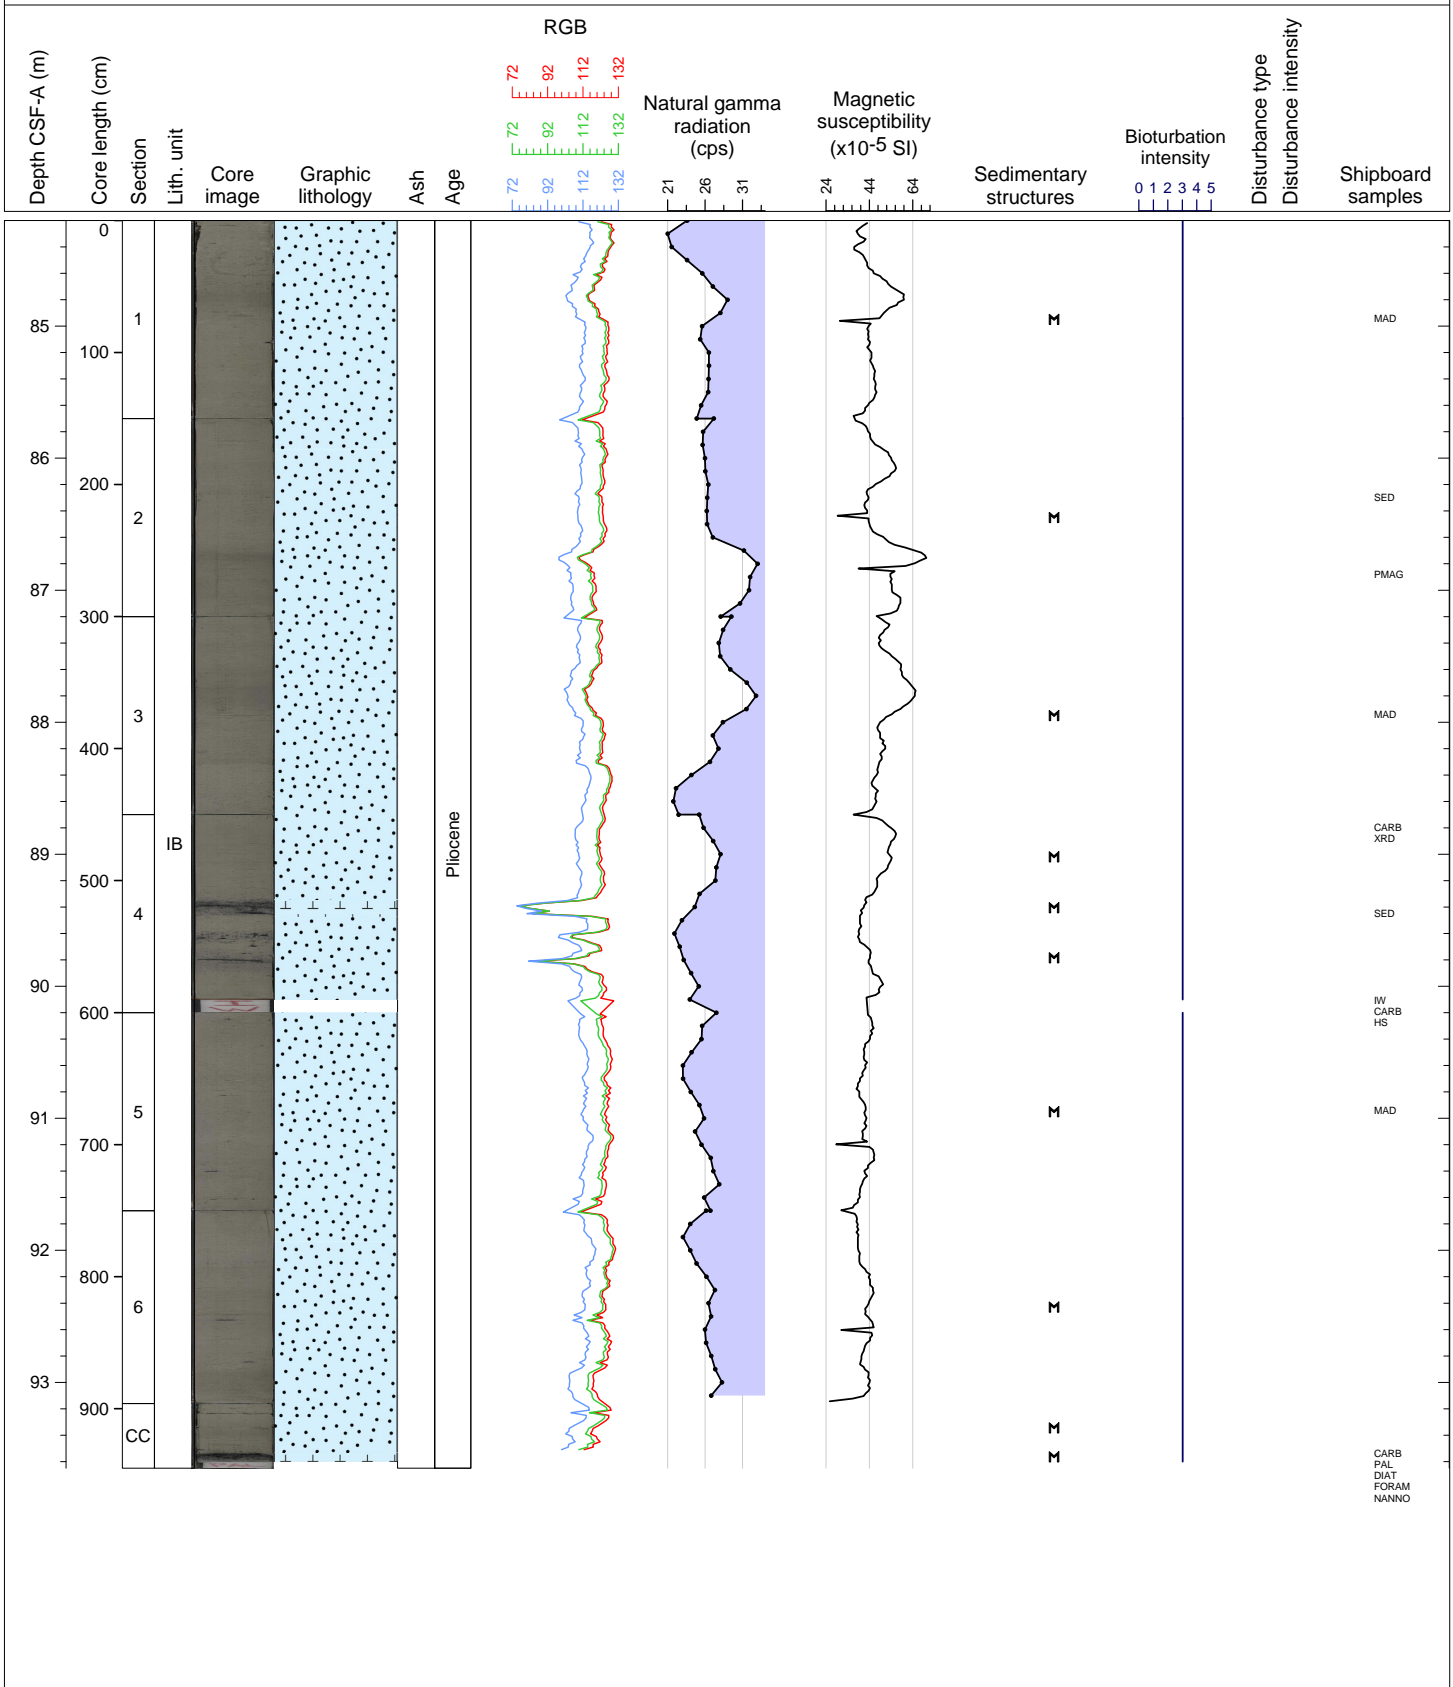 RGB
72 92 112 132
72 92 112 132
72 92 112 132
Depth CSF-A (m)
Core length (cm)
Section
Lith. unit
Core
image
Graphic
lithology
Ash
Age
Natural gamma
radiation
(cps)
21 26 31
Magnetic
susceptibility
(x10-5 SI)
24 44 64
Sedimentary
structures
Bioturbation
intensity
0 1 2 3 4 5
Disturbance type
Disturbance intensity
Shipboard
samples
0
1
85
MAD
100
86
200
2
SED
87
PMAG
300
3
88
MAD
400
CARB
XRD
IB
Pliocene
89
500
4
SED
90
IW
600
CARB
HS
5
91
MAD
700
92
800
6
93
900
CC
CARB
PAL
DIAT
FORAM
NANNO